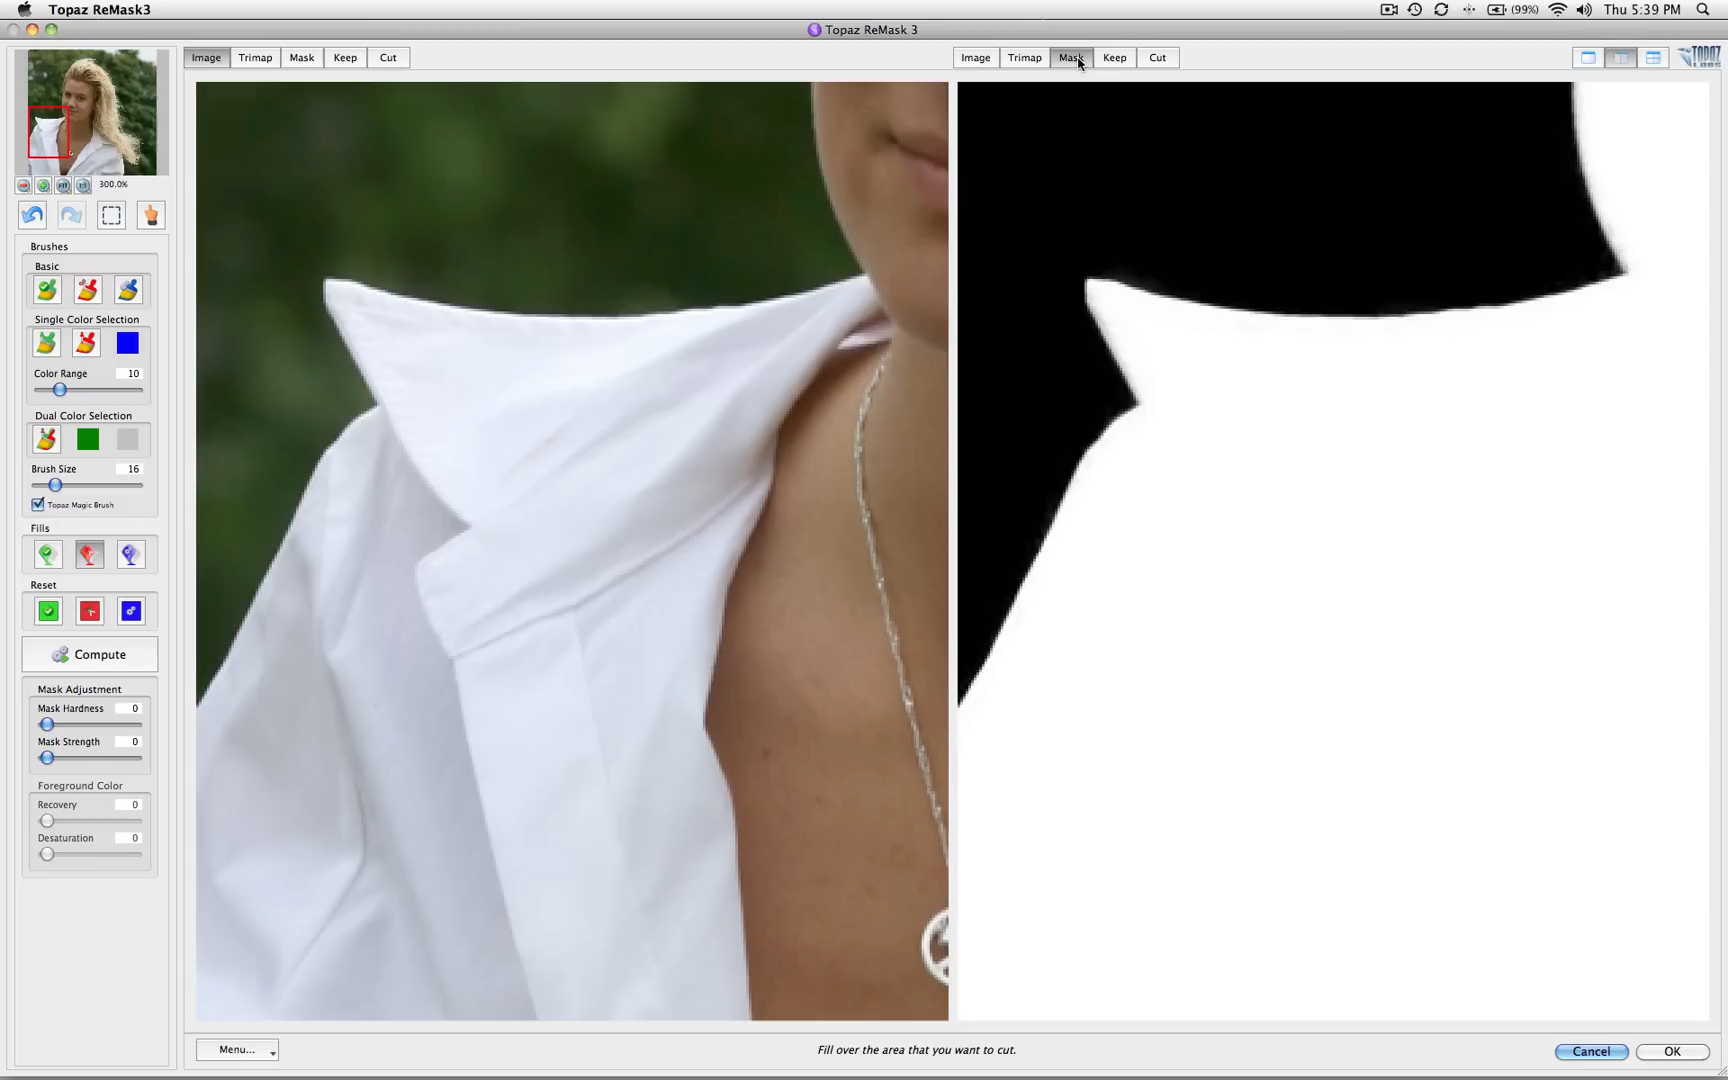 Topaz ReMask3
(99%)
Thu 5:39 PM
Topaz ReMask 3
Image Trimap Mask Keep Cut
Image Trimap Mask Keep Cut
TOPAZ
LABS
300.0%
Brushes
Basic
Single Color Selection
Color Range 10
Dual Color Selection
Brush Size 16
Topaz Magic Brush
Fills
Reset
Compute
Mask Adjustment
Mask Hardness 0
Mask Strength 0
Foreground Color
Recovery 0
Desaturation 0
Menu...
Fill over the area that you want to cut.
Cancel
OK